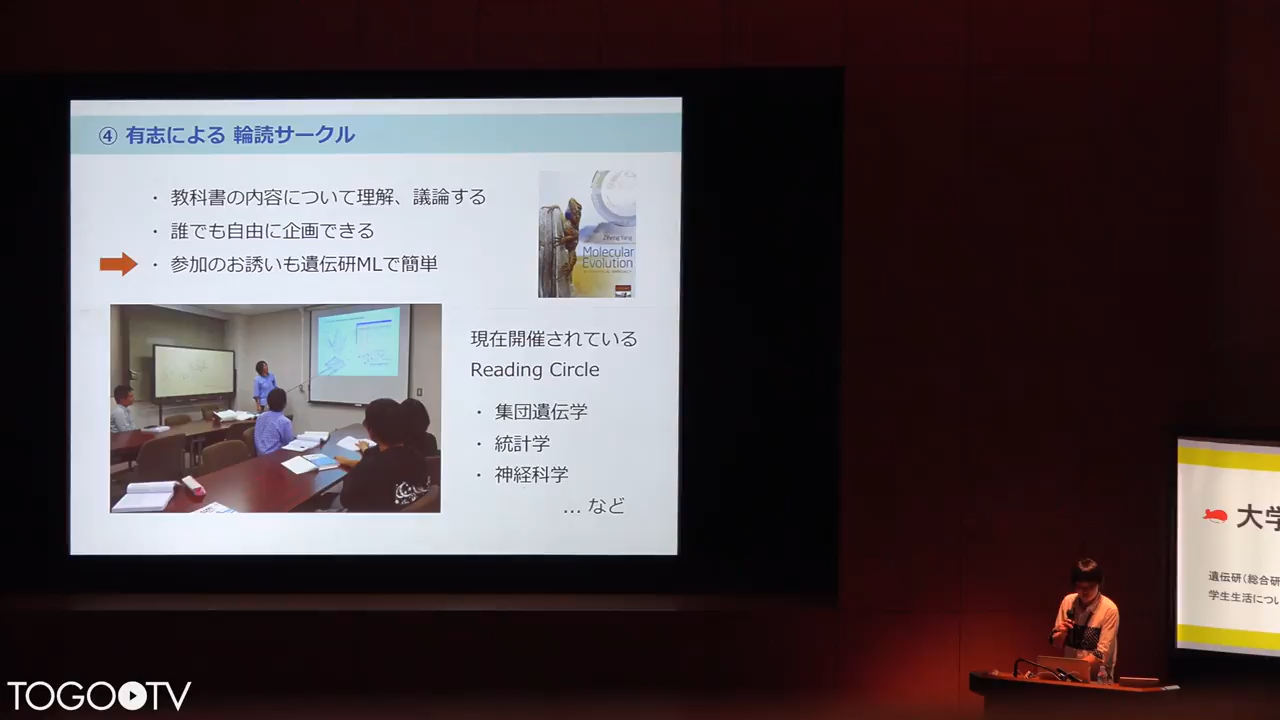 ④ 有志による 輪読サークル
・ 教科書の内容について理解、議論する
・ 誰でも自由に企画できる
・ 参加のお誘いも遺伝研MLで簡単
Ziheng Yang
Molecular
Evolution
現在開催されている
Reading Circle
・ 集団遺伝学
・ 統計学
・ 神経科学
… など
大学
遺伝研（総合研
学生生活につい
TOGOTV